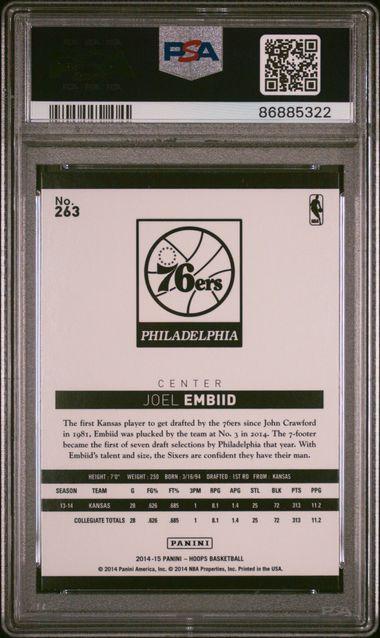 PSA
86885322
No.
263
76ers
PHILADELPHIA
CENTER
JOEL EMBIID
The first Kansas player to get drafted by the 76ers since John Crawford
in 1981, Embiid was plucked by the team at No. 3 in 2014. The 7-footer
became the first of seven draft selections by Philadelphia that year. With
Embiid's talent and size, the Sixers are confident they have their man.
HEIGHT: 7'0" WEIGHT: 250 BORN: 3/16/94 DRAFTED: 1ST RD FROM: KANSAS
SEASON TEAM G FG% FT% 3PM RPG APG STL BLK PTS PPG
13-14 KANSAS 28 .626 .685 1 8.1 1.4 25 72 313 11.2
COLLEGIATE TOTALS 28 .626 .685 1 8.1 1.4 25 72 313 11.2
PANINI
2014-15 PANINI – HOOPS BASKETBALL
© 2014 Panini America, Inc. © 2014 NBA Properties, Inc. Printed in the USA.
PSA